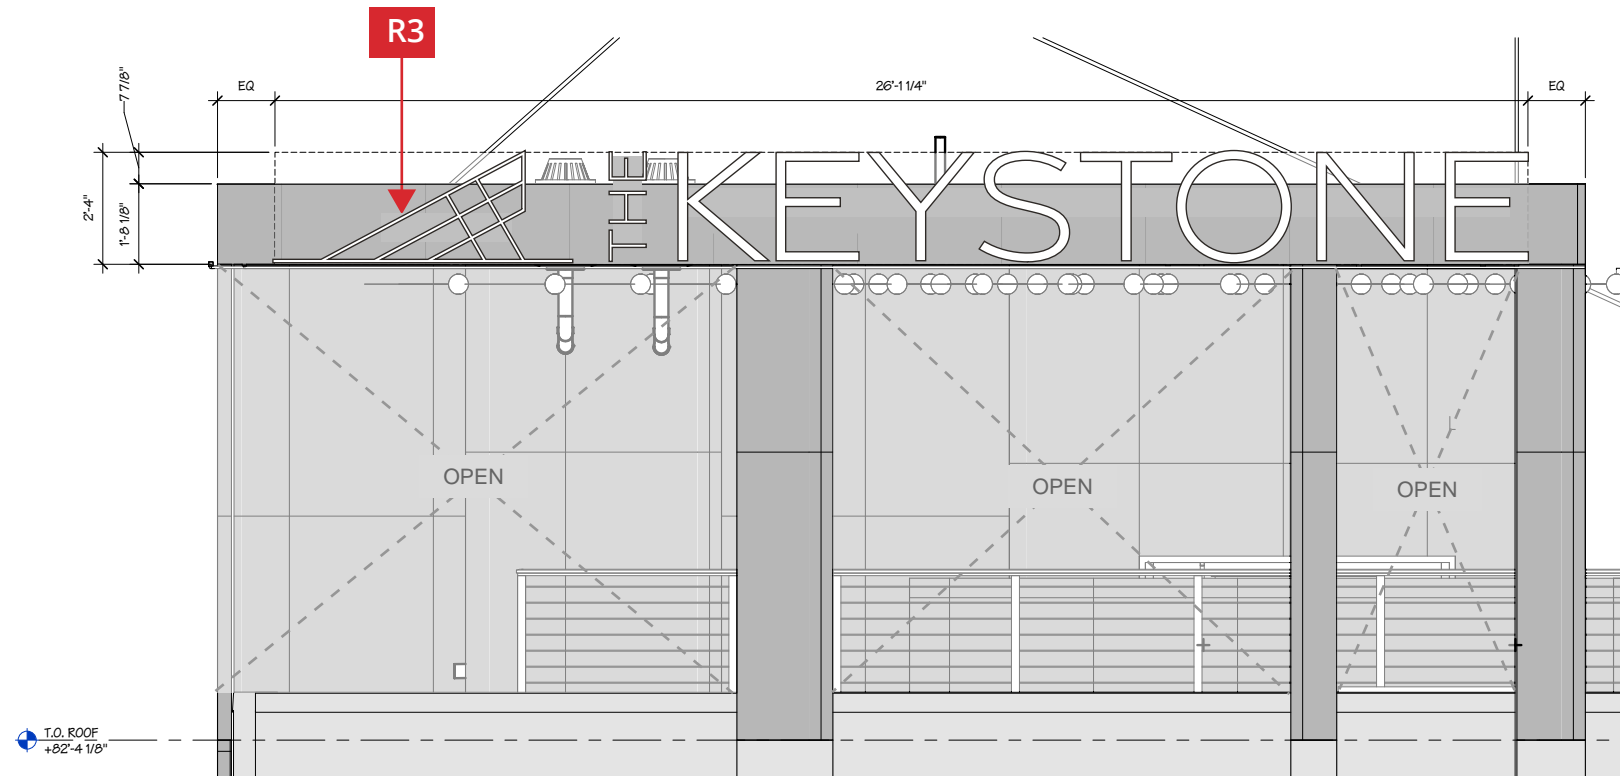 R3
7 7/8"
EQ
26'-1 1/4"
EQ
2'-4"
1'-8 1/8"
THE
KEYSTONE
OPEN
OPEN
OPEN
T.O. ROOF
+82'-4 1/8"